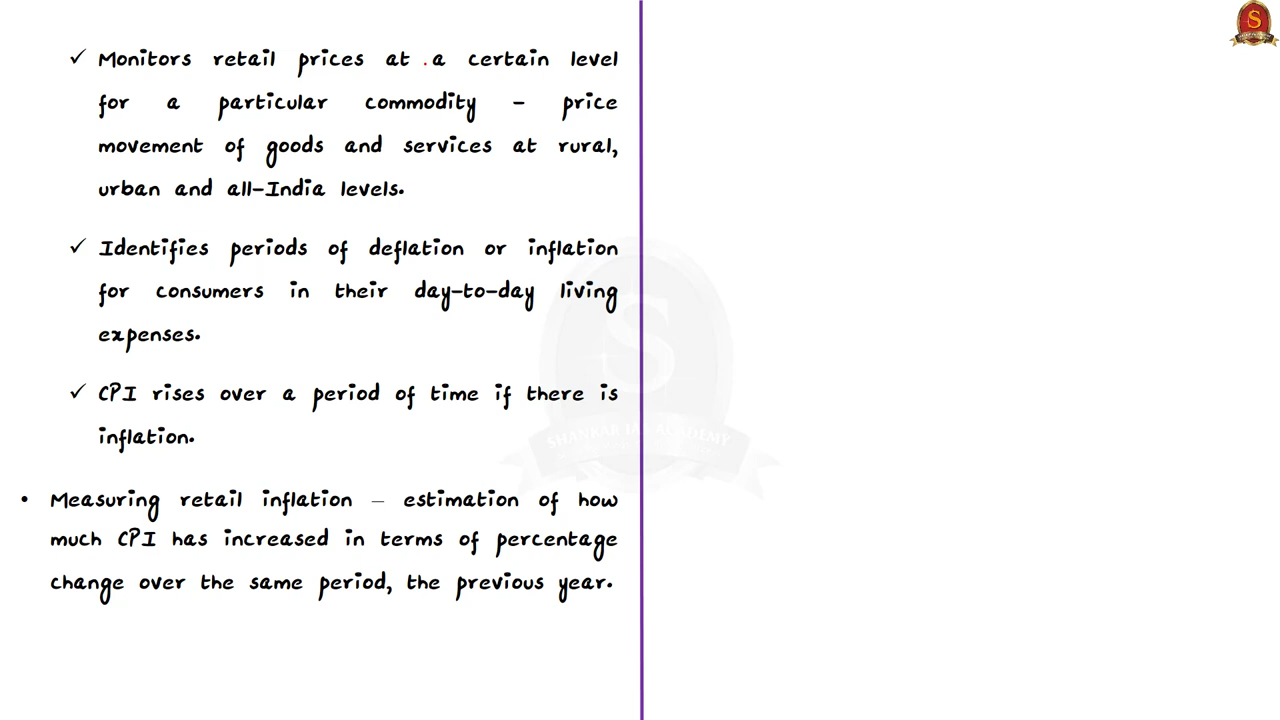 ✓ Monitors retail prices at a certain level
for a particular commodity - price
movement of goods and services at rural,
urban and all-India levels.
✓ Identifies periods of deflation or inflation
for consumers in their day-to-day living
expenses.
✓ CPI rises over a period of time if there is
inflation.
• Measuring retail inflation – estimation of how
much CPI has increased in terms of percentage
change over the same period, the previous year.
S
SHANKAR IAS ACADEMY
S